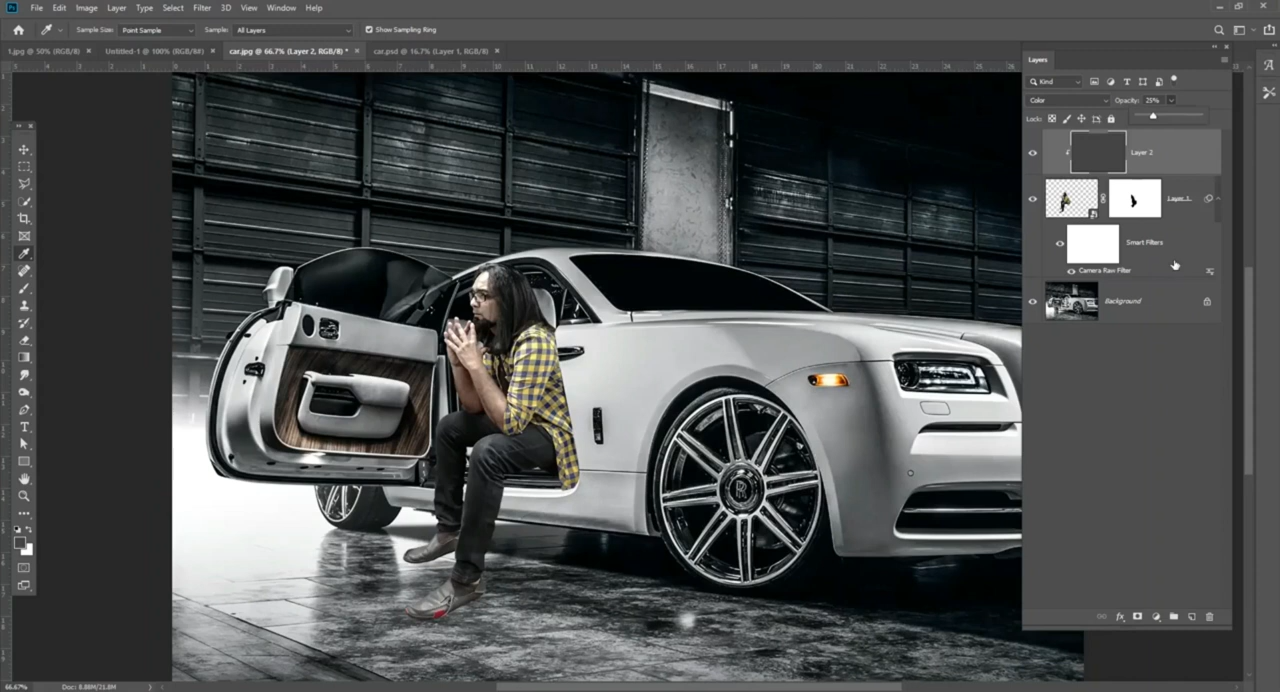 Ps File Edit Image Layer Type Select Filter 3D View Window Help
Sample Size: Point Sample Sample: All Layers Show Sampling Ring
1.jpg @ 50% (RGB/8) × Untitled-1 @ 100% (RGB/8#) × car.jpg @ 66.7% (Layer 2, RGB/8) * × car.psd @ 16.7% (Layer 1, RGB/8) ×
Layers
Kind
Color Opacity: 25%
Lock:
Layer 2
Layer 1
Smart Filters
Camera Raw Filter
Background
66.67% Doc: 8.88M/21.8M